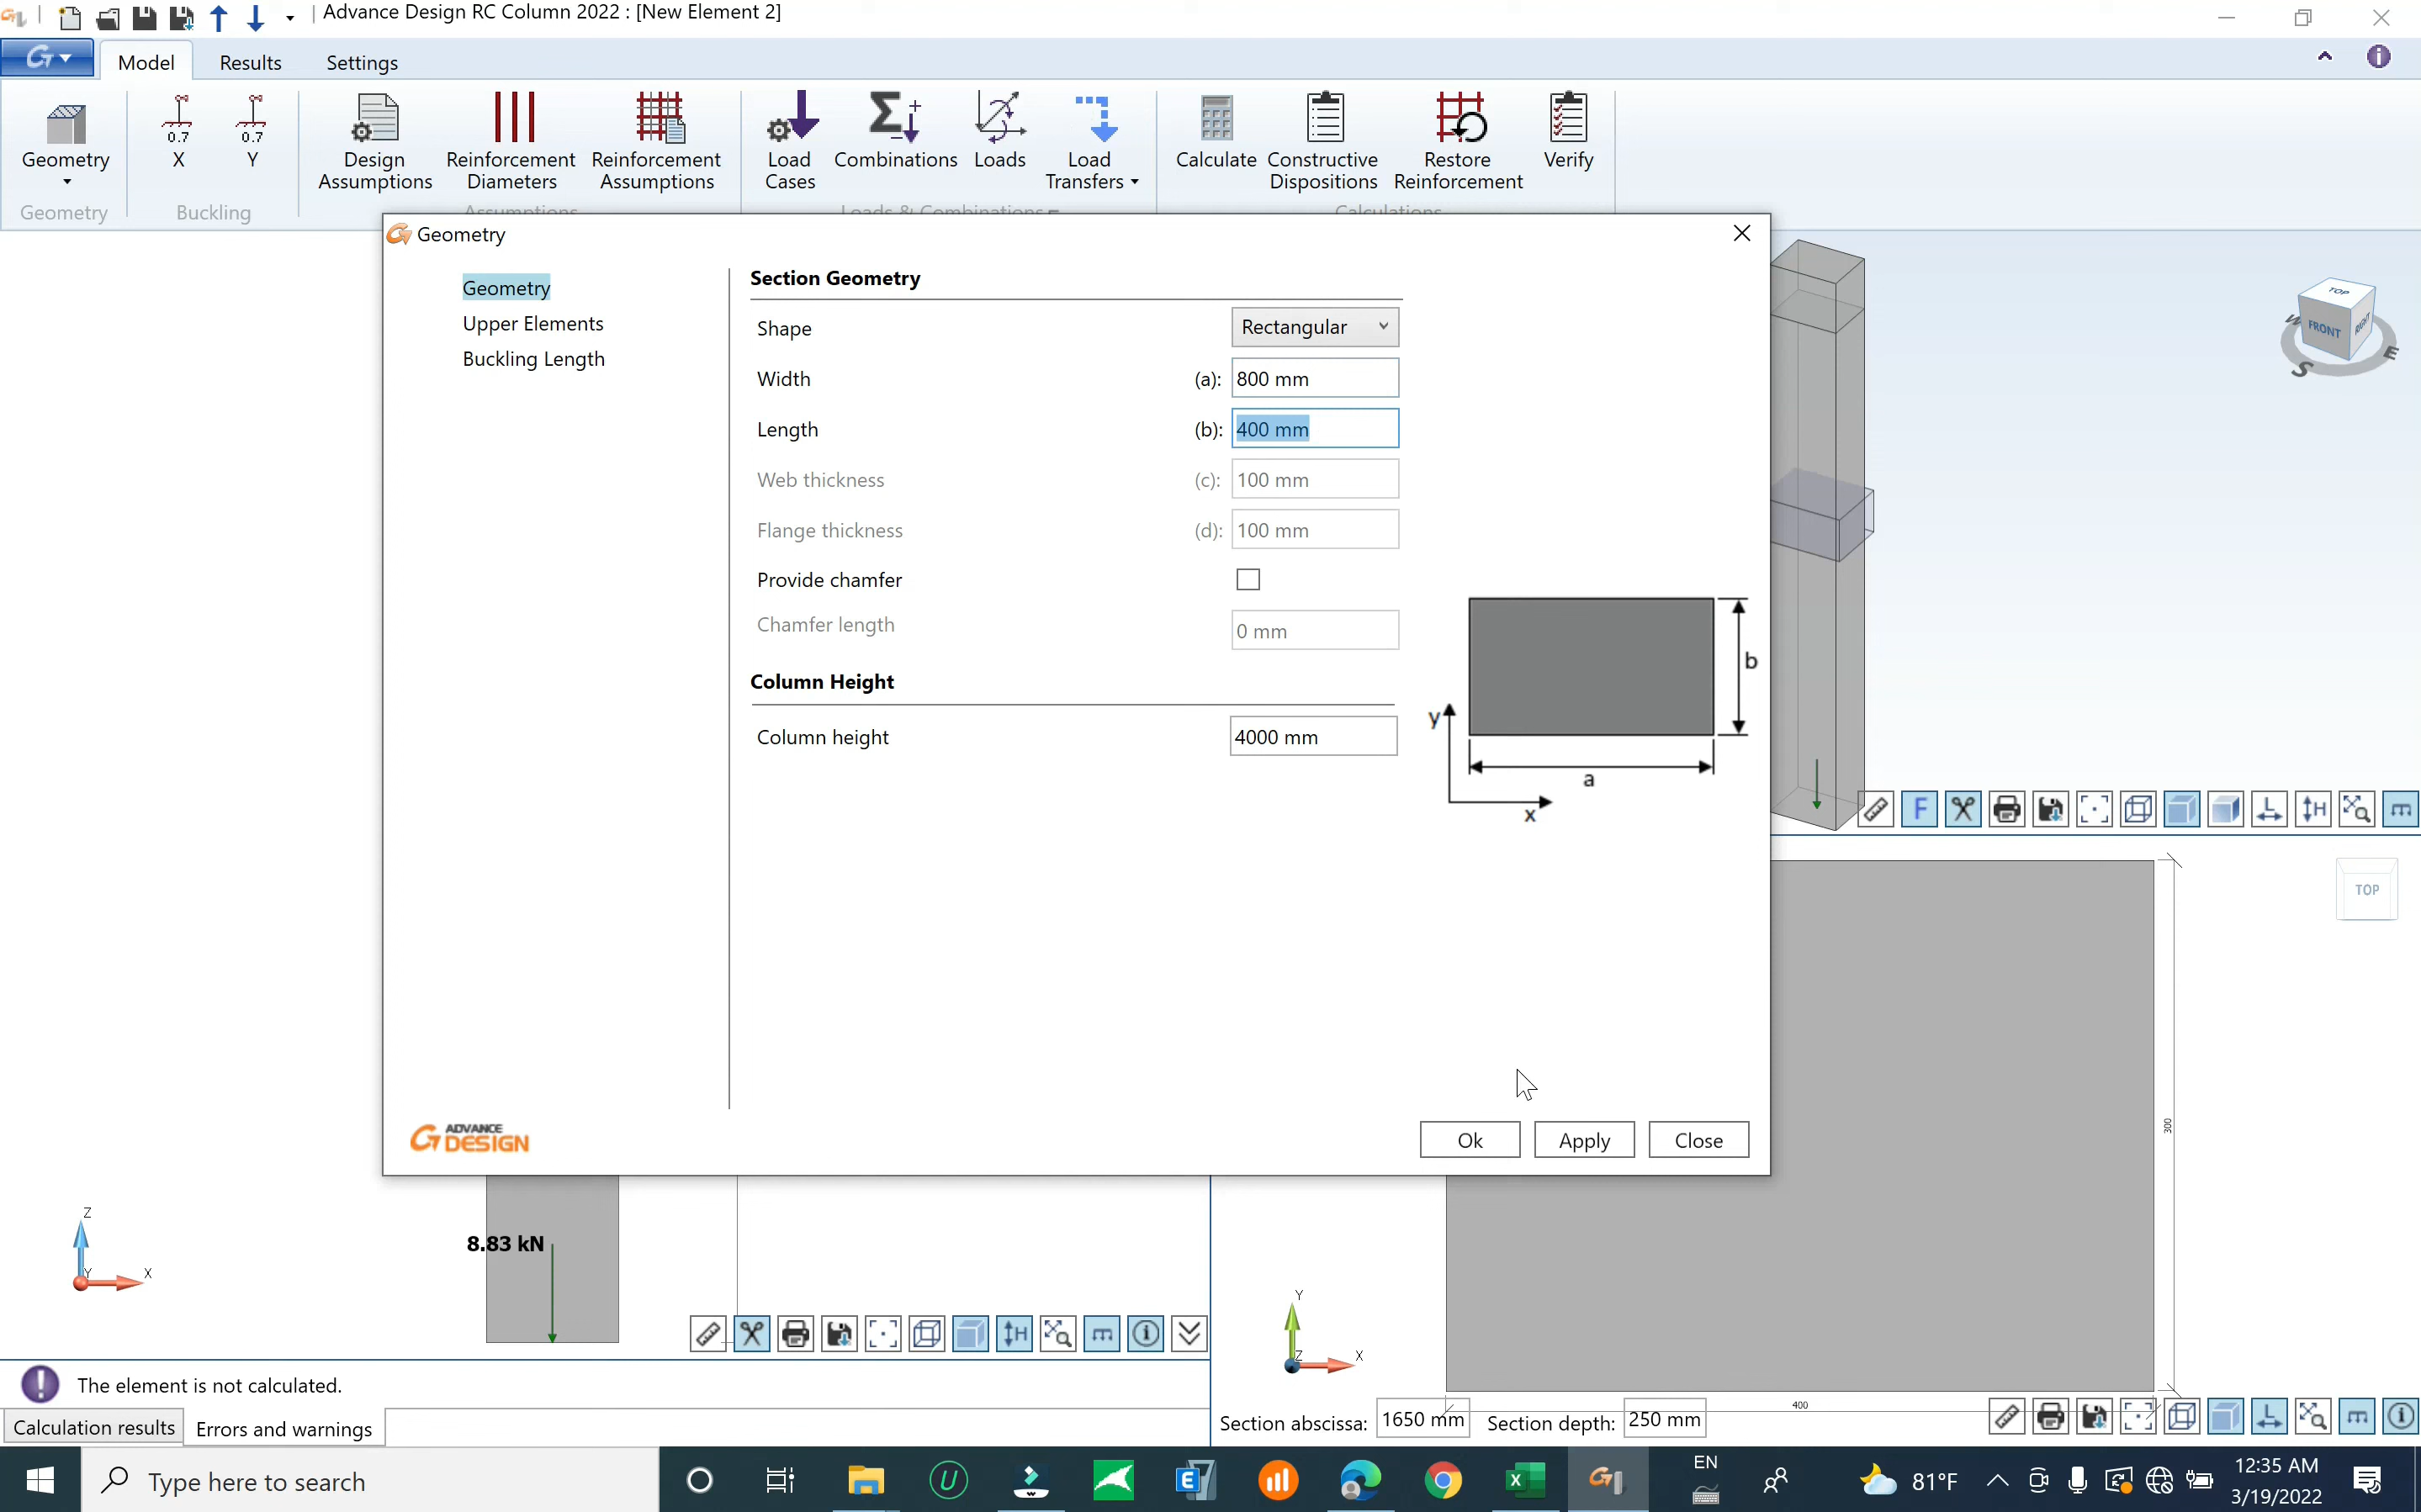 Advance Design RC Column 2022 : [New Element 2]
Model Results Settings
Geometry
0.7 X
0.7 Y
Design Assumptions
Reinforcement Diameters
Reinforcement Assumptions
Load Cases
Combinations
Loads
Load Transfers
Calculate
Constructive Dispositions
Restore Reinforcement
Verify
Geometry Buckling Assumptions Loads & Combinations Calculations
Geometry
Geometry
Upper Elements
Buckling Length
Section Geometry
Shape Rectangular
Width (a): 800 mm
Length (b): 400 mm
Web thickness (c): 100 mm
Flange thickness (d): 100 mm
Provide chamfer
Chamfer length 0 mm
Column Height
Column height 4000 mm
b
y
a
x
ADVANCE
DESIGN
Ok Apply Close
TOP
FRONT
RIGHT
W
S
E
F
H
TOP
300
Z
Y X
8.83 kN
H
Y
Z X
400
The element is not calculated.
Calculation results Errors and warnings
Section abscissa: 1650 mm Section depth: 250 mm
Type here to search
EN
81°F
12:35 AM
3/19/2022